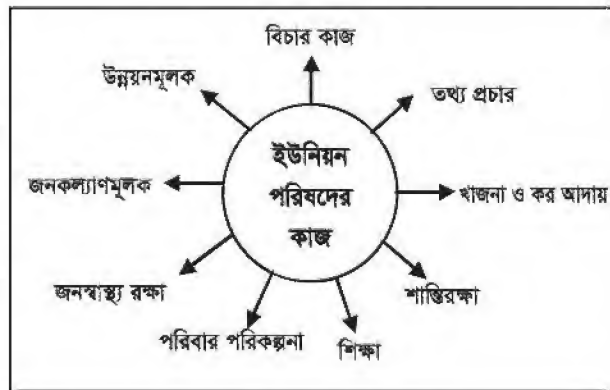 বিচার কাজ
উন্নয়নমূলক
তথ্য প্রচার
ইউনিয়ন
পরিষদের
কাজ
জনকল্যাণমূলক
খাজনা ও কর আদায়
জনস্বাস্থ্য রক্ষা
শান্তিরক্ষা
পরিবার পরিকল্পনা
শিক্ষা